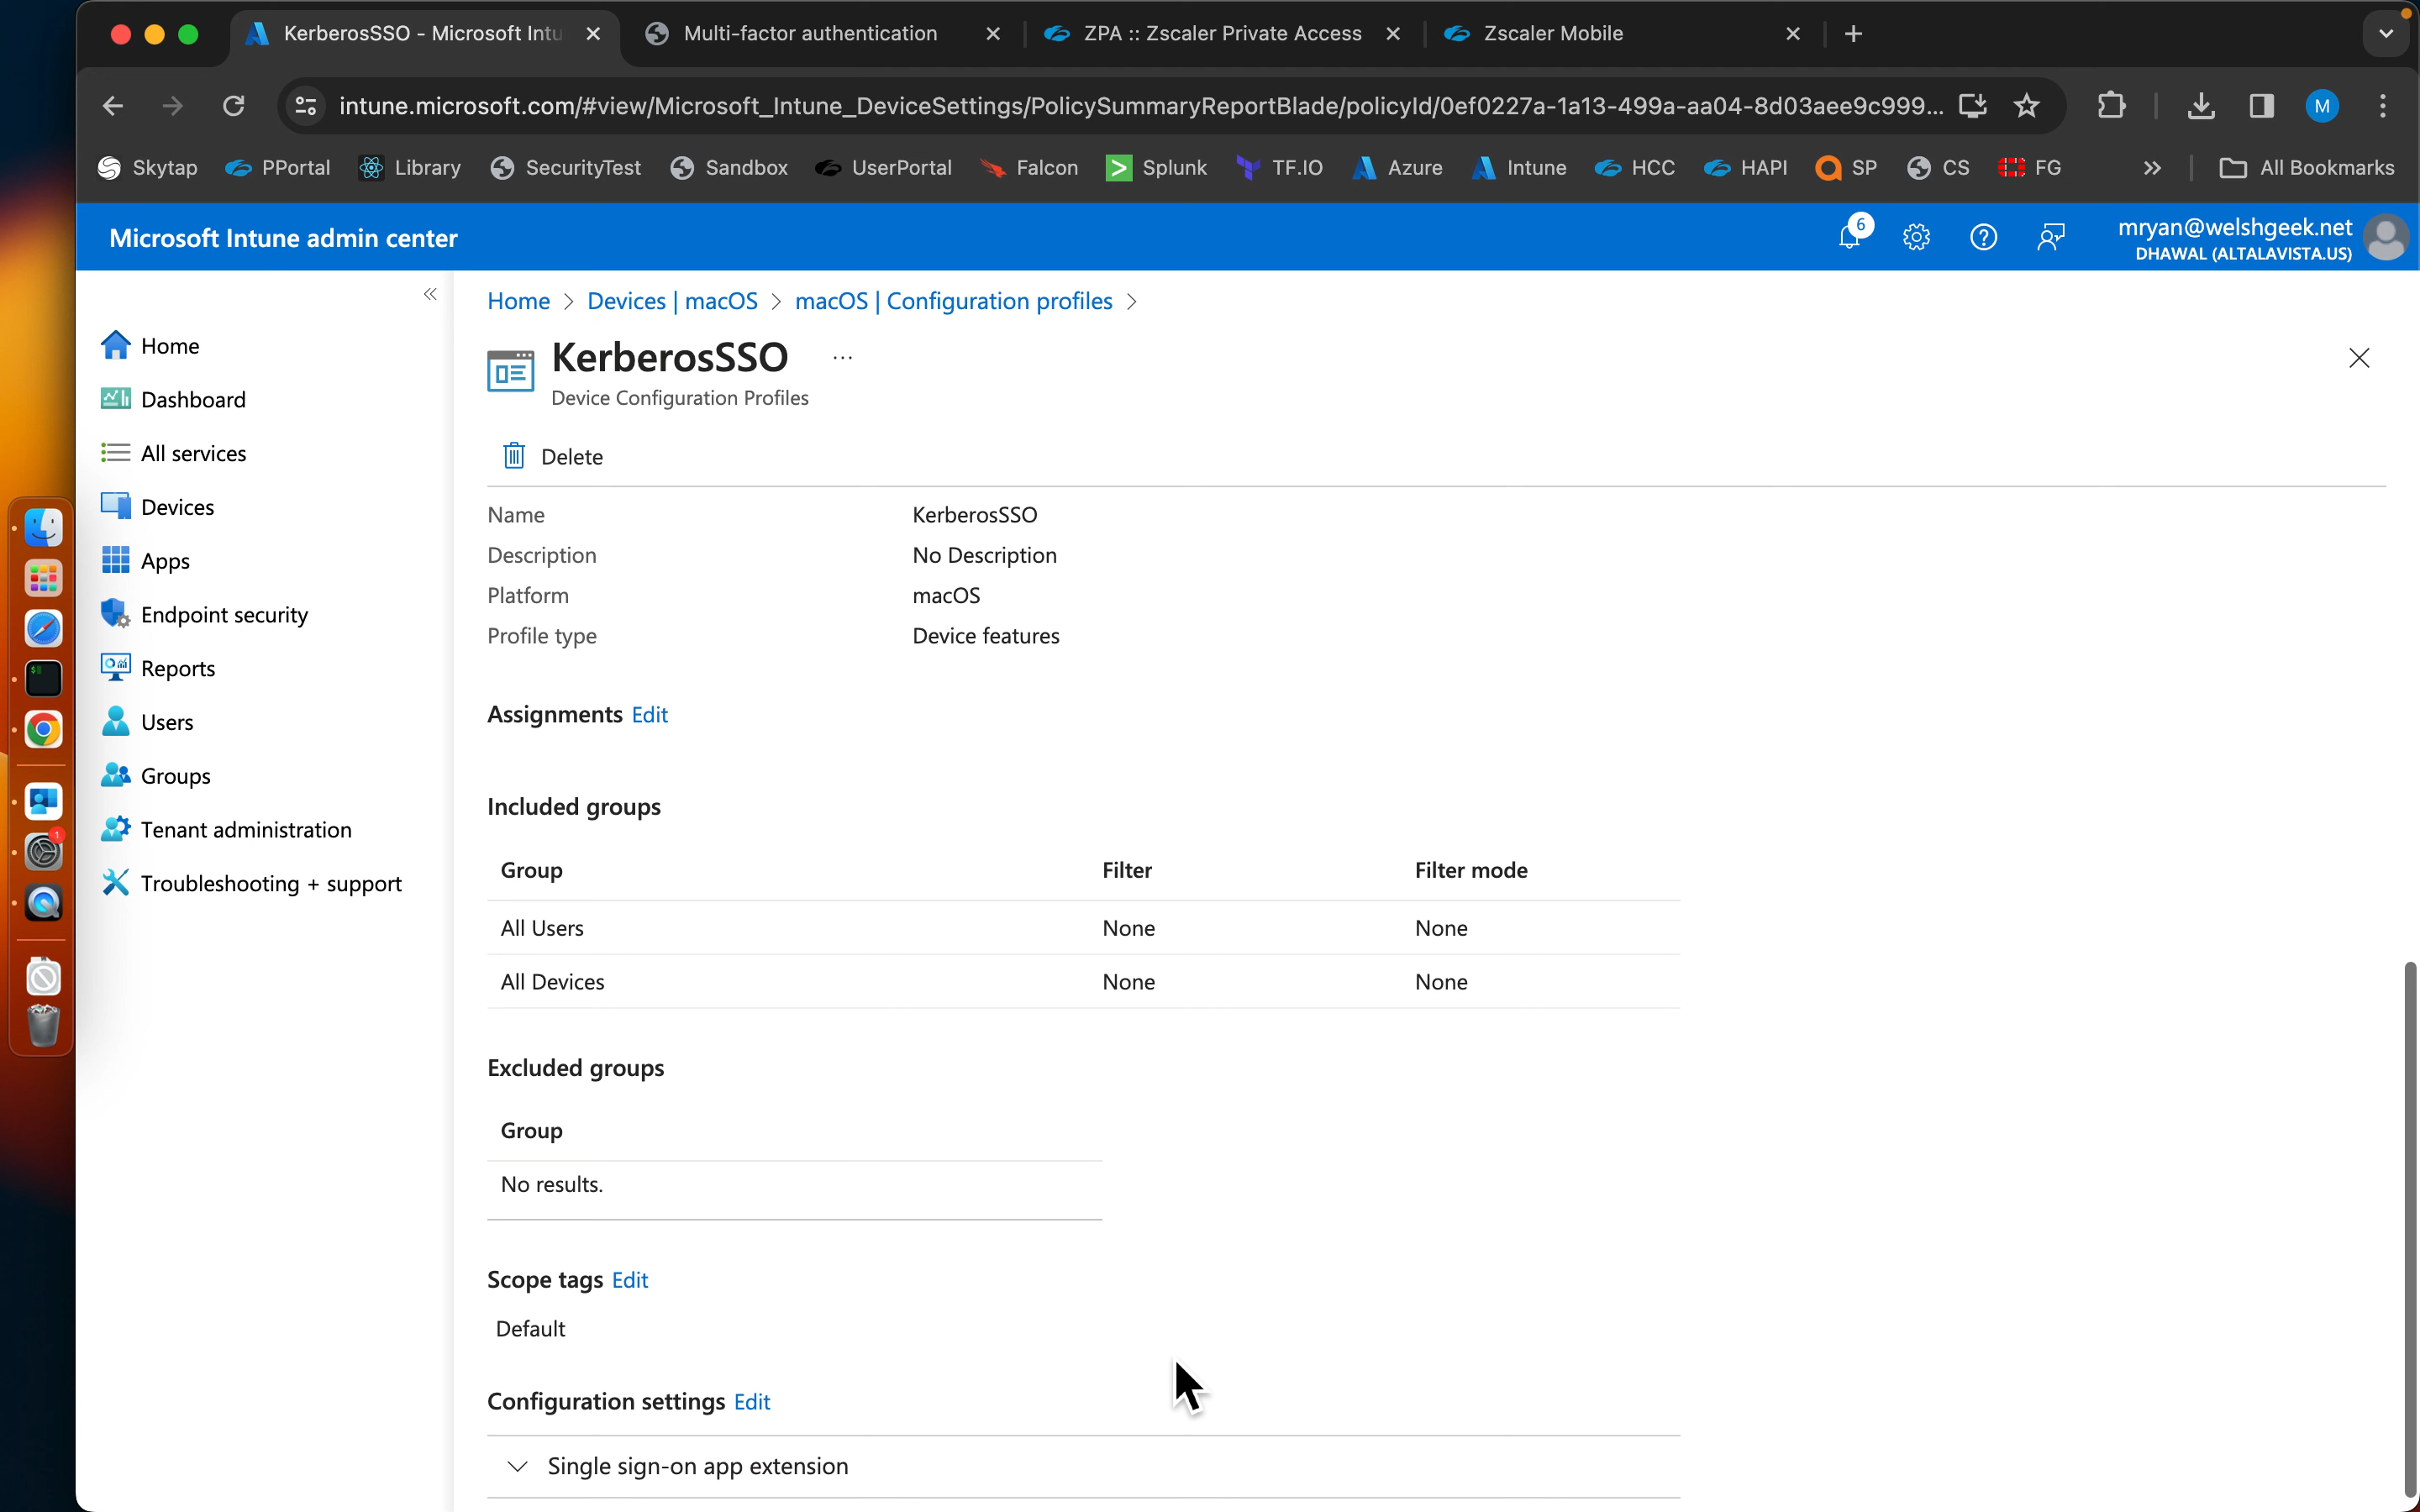 KerberosSSO - Microsoft Intu
Multi-factor authentication
ZPA :: Zscaler Private Access
Zscaler Mobile
intune.microsoft.com/#view/Microsoft_Intune_DeviceSettings/PolicySummaryReportBlade/policyId/0ef0227a-1a13-499a-aa04-8d03aee9c999...
M
Skytap
PPortal
Library
SecurityTest
Sandbox
UserPortal
Falcon
Splunk
TF.IO
Azure
Intune
HCC
HAPI
SP
CS
FG
All Bookmarks
Microsoft Intune admin center
6
mryan@welshgeek.net
DHAWAL (ALTALAVISTA.US)
Home > Devices | macOS > macOS | Configuration profiles >
KerberosSSO ...
Device Configuration Profiles
Home
Dashboard
All services
Devices
Apps
Endpoint security
Reports
Users
Groups
Tenant administration
Troubleshooting + support
1
Delete
Name KerberosSSO
Description No Description
Platform macOS
Profile type Device features
Assignments Edit
Included groups
Group Filter Filter mode
All Users None None
All Devices None None
Excluded groups
Group
No results.
Scope tags Edit
Default
Configuration settings Edit
Single sign-on app extension